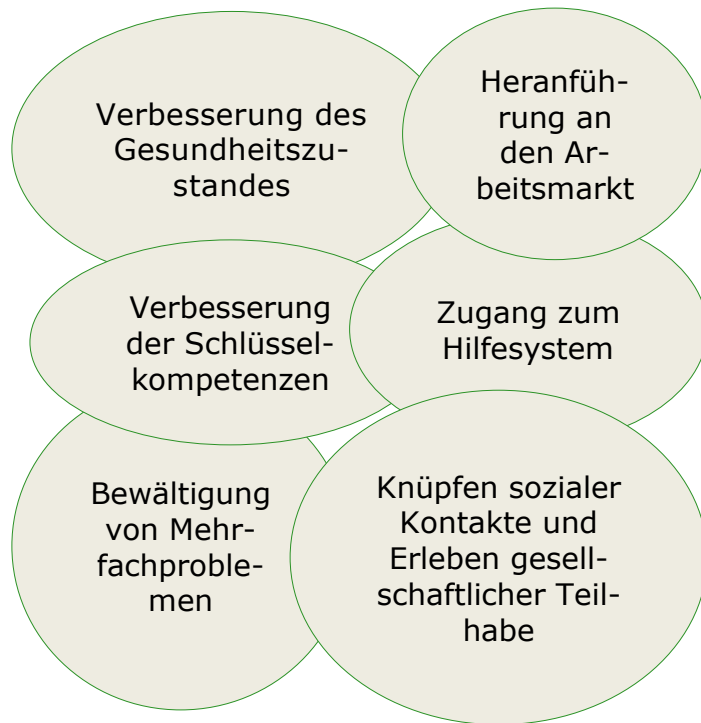 Verbesserung des
Gesundheitszu-
standes
Heranfüh-
rung an
den Ar-
beitsmarkt
Verbesserung
der Schlüssel-
kompetenzen
Zugang zum
Hilfesystem
Bewältigung
von Mehr-
fachproble-
men
Knüpfen sozialer
Kontakte und
Erleben gesell-
schaftlicher Teil-
habe